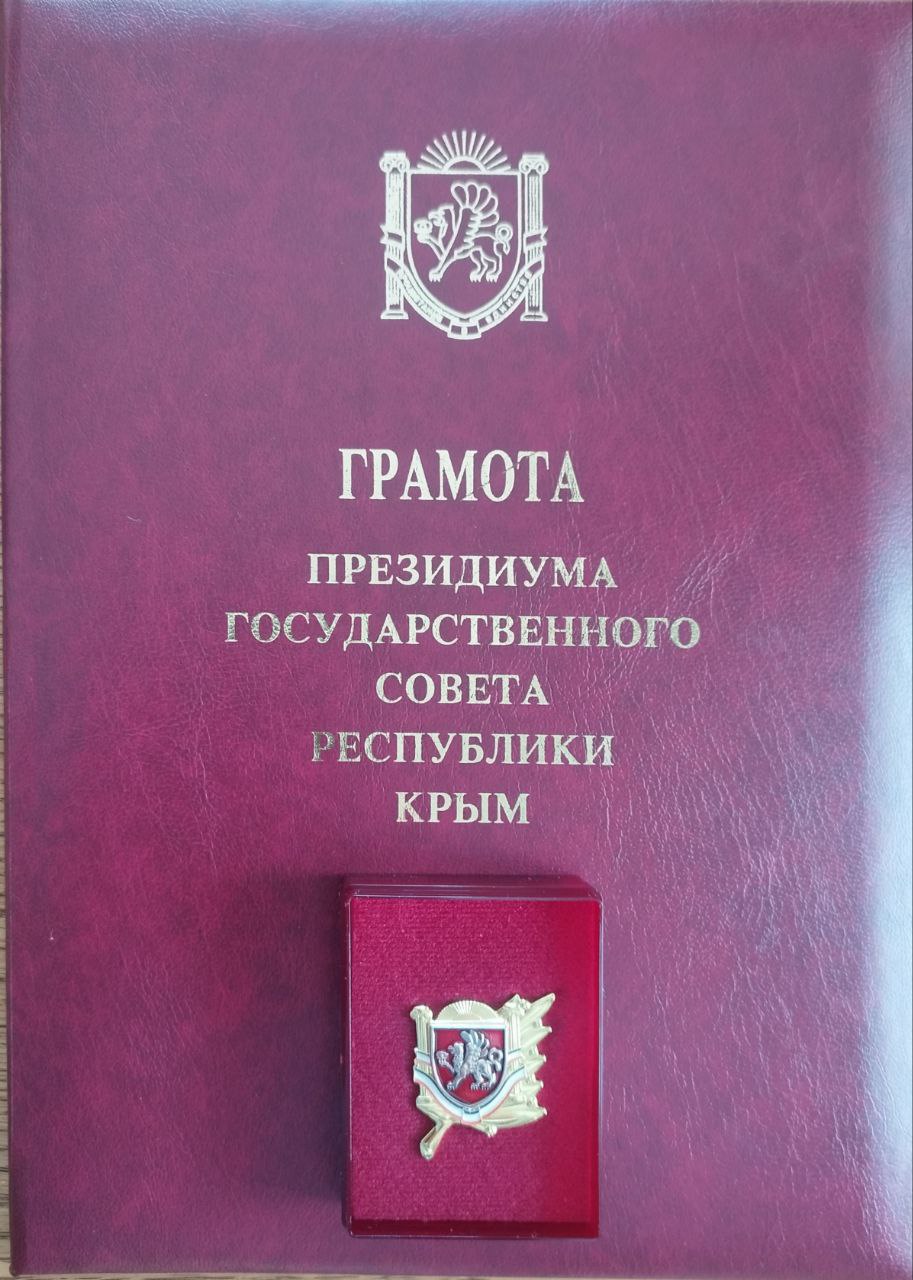 ГРАМОТА
ПРЕЗИДИУМА
ГОСУДАРСТВЕННОГО
СОВЕТА
РЕСПУБЛИКИ
КРЫМ